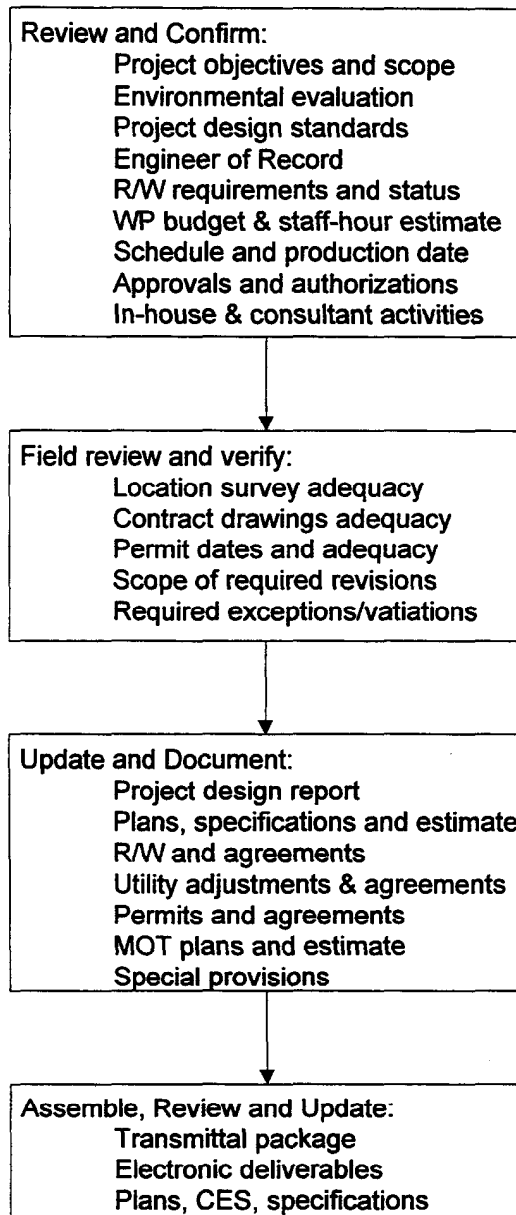 Review and Confirm:
Project objectives and scope
Environmental evaluation
Project design standards
Engineer of Record
R/W requirements and status
WP budget & staff-hour estimate
Schedule and production date
Approvals and authorizations
In-house & consultant activities
Field review and verify:
Location survey adequacy
Contract drawings adequacy
Permit dates and adequacy
Scope of required revisions
Required exceptions/vatiations
Update and Document:
Project design report
Plans, specifications and estimate
R/W and agreements
Utility adjustments & agreements
Permits and agreements
MOT plans and estimate
Special provisions
Assemble, Review and Update:
Transmittal package
Electronic deliverables
Plans, CES, specifications